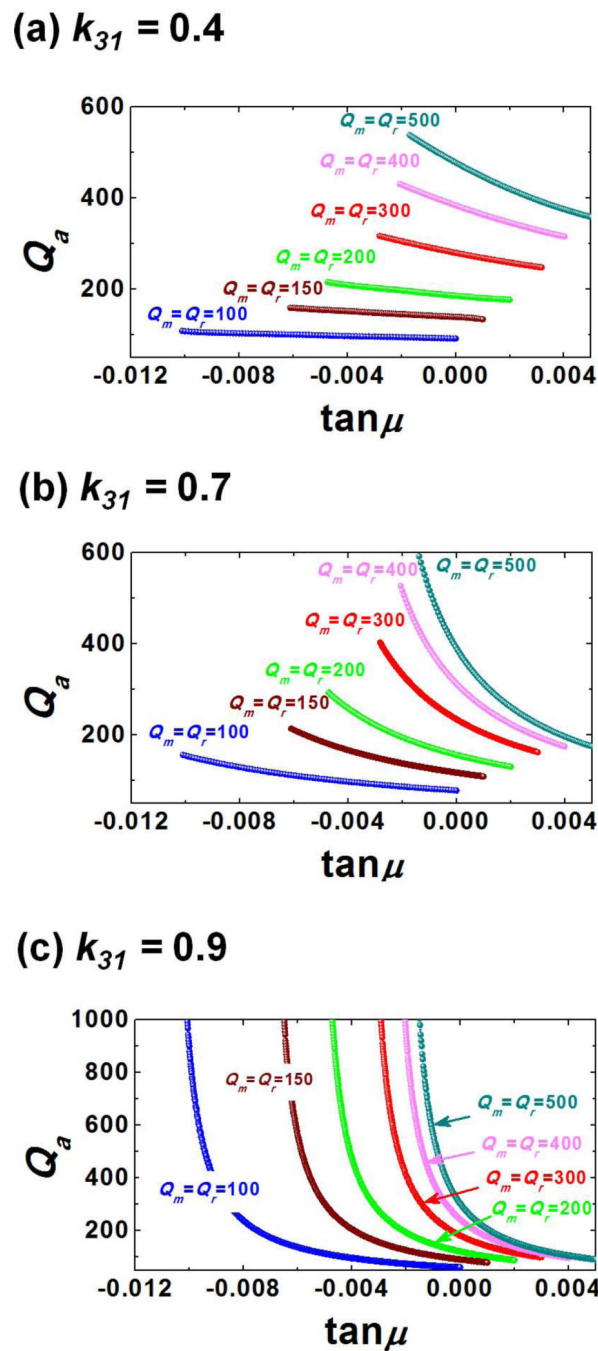 (a) k31 = 0.4
600
Qm=Qr=500
Qm=Qr=400
400
Qm=Qr=300
Qa
Qm=Qr=200
200
Qm=Qr=150
Qm=Qr=100
-0.012 -0.008 -0.004 0.000 0.004
tanμ
(b) k31 = 0.7
600
Qm=Qr=500
Qm=Qr=400
400
Qm=Qr=300
Qa
Qm=Qr=200
Qm=Qr=150
200
Qm=Qr=100
-0.012 -0.008 -0.004 0.000 0.004
tanμ
(c) k31 = 0.9
1000
800
Qm=Qr=150
Qa
600
Qm=Qr=500
400
Qm=Qr=400
Qm=Qr=300
Qm=Qr=100
Qm=Qr=200
200
-0.012 -0.008 -0.004 0.000 0.004
tanμ